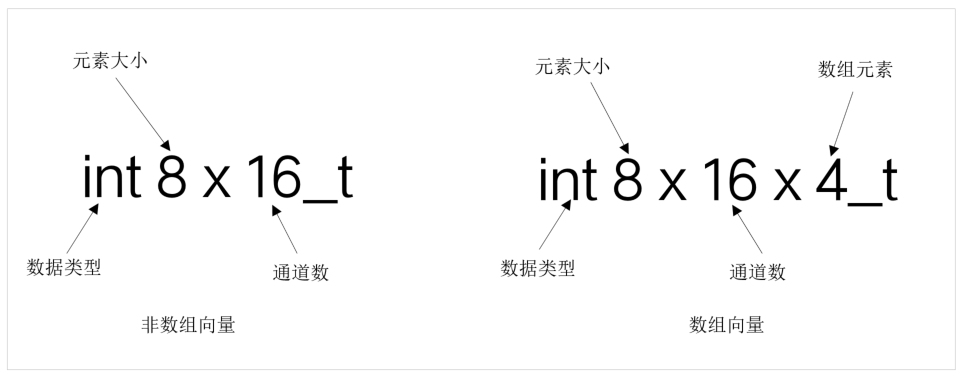 元素大小
int 8 x 16_t
数据类型
通道数
非数组向量
元素大小
数组元素
int 8 x 16 x 4_t
数据类型
通道数
数组向量